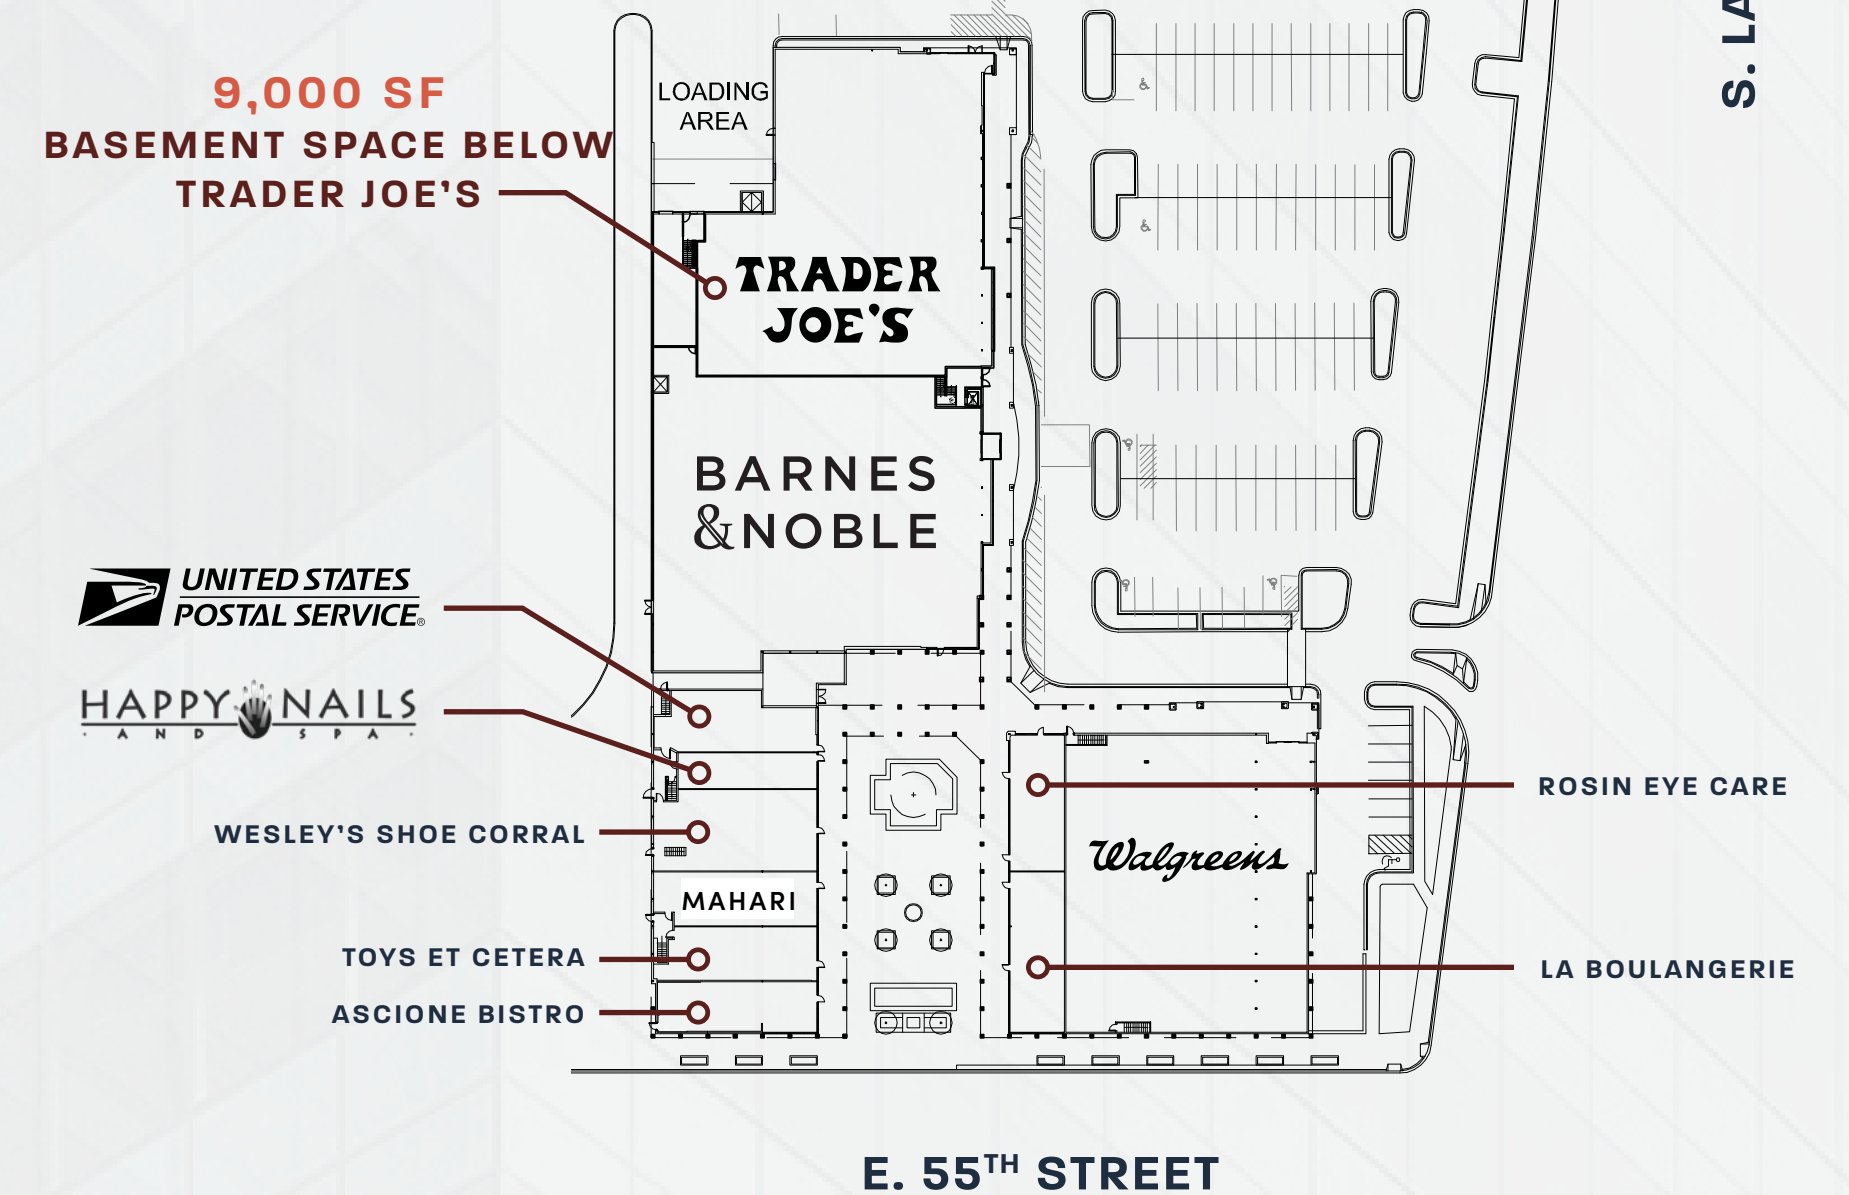 S. LA
9,000 SF
BASEMENT SPACE BELOW
TRADER JOE'S
LOADING
AREA
TRADER
JOE'S
BARNES
&NOBLE
UNITED STATES
POSTAL SERVICE®
HAPPY NAILS
AND SPA
WESLEY'S SHOE CORRAL
MAHARI
TOYS ET CETERA
ASCIONE BISTRO
ROSIN EYE CARE
Walgreens
LA BOULANGERIE
E. 55TH STREET